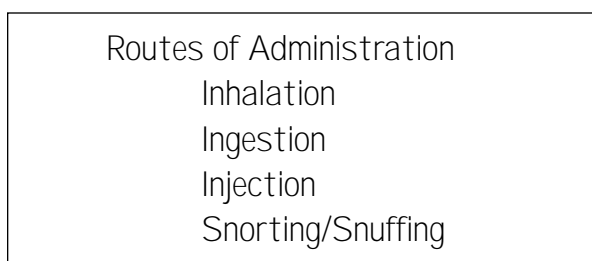 Routes of Administration
Inhalation
Ingestion
Injection
Snorting/Snuffing